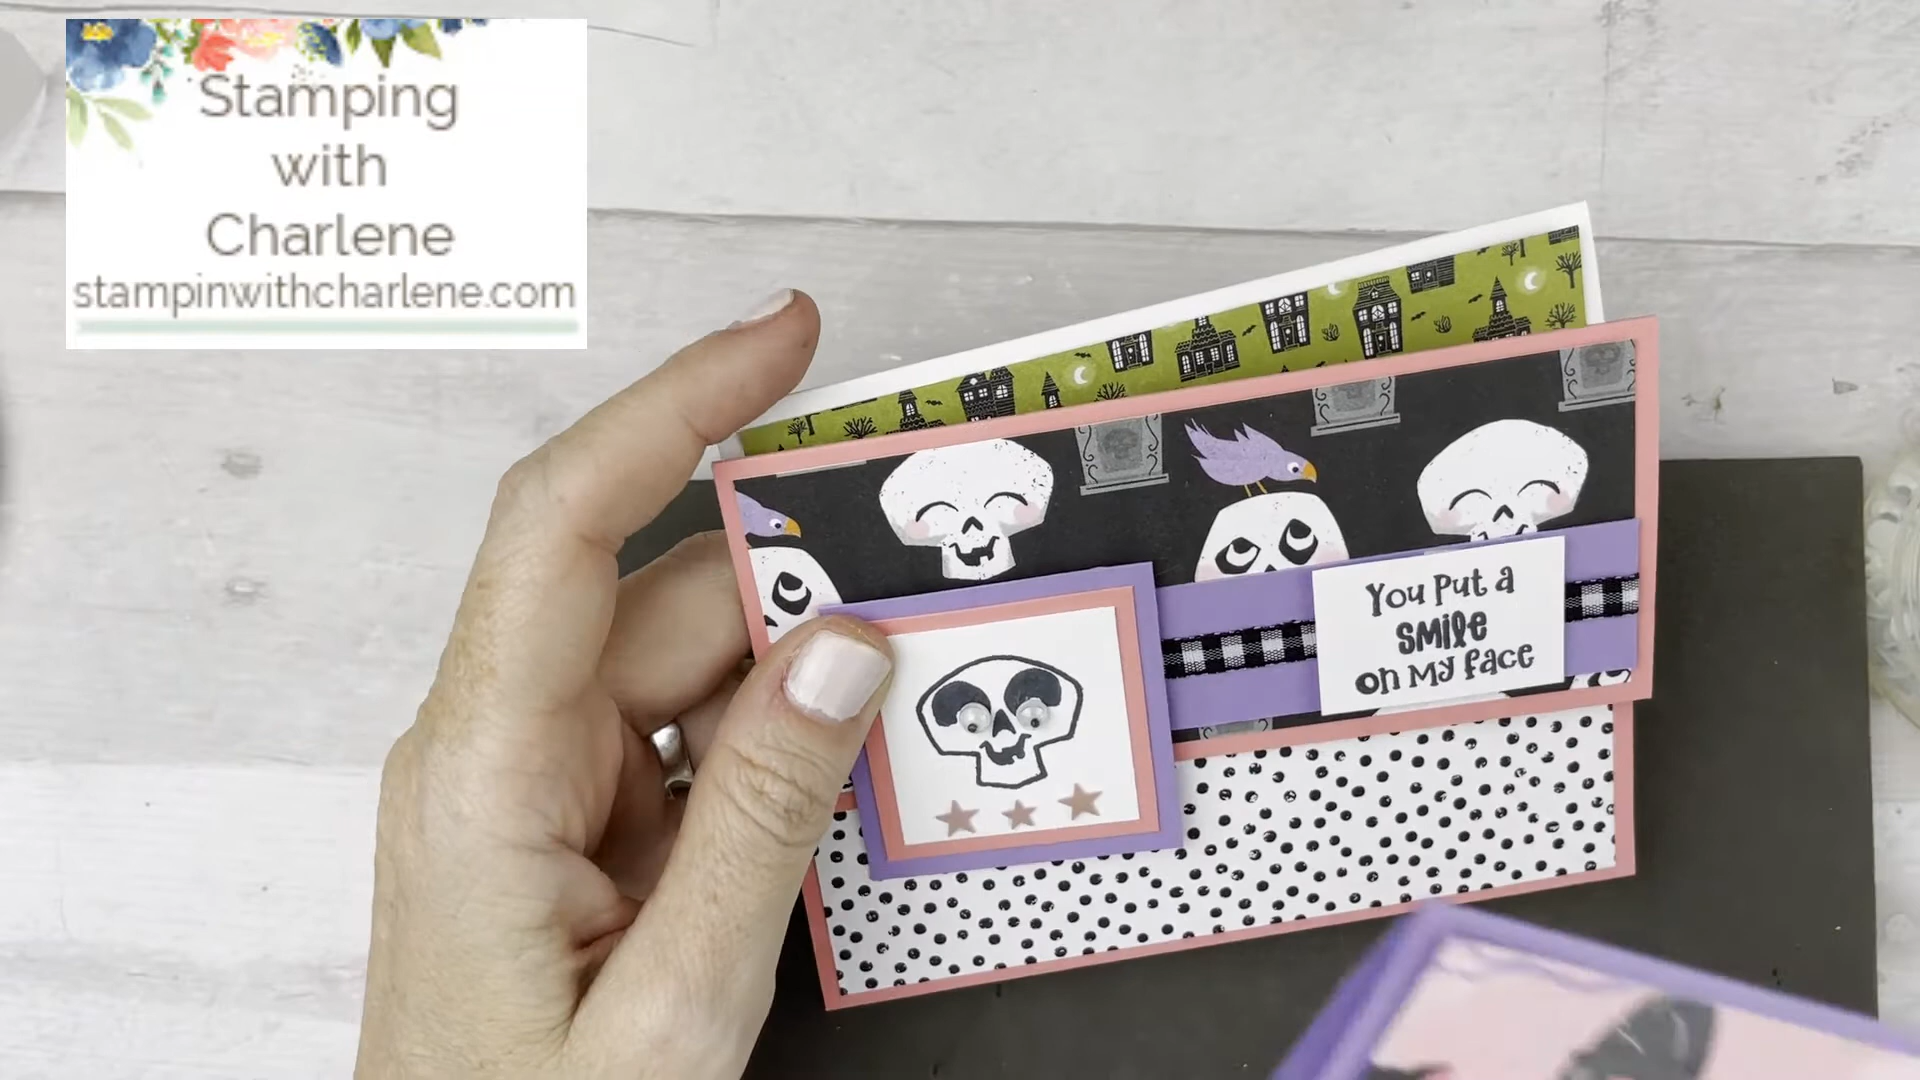 Stamping
with
Charlene
stampinwithcharlene.com
You put a
smile
on my face